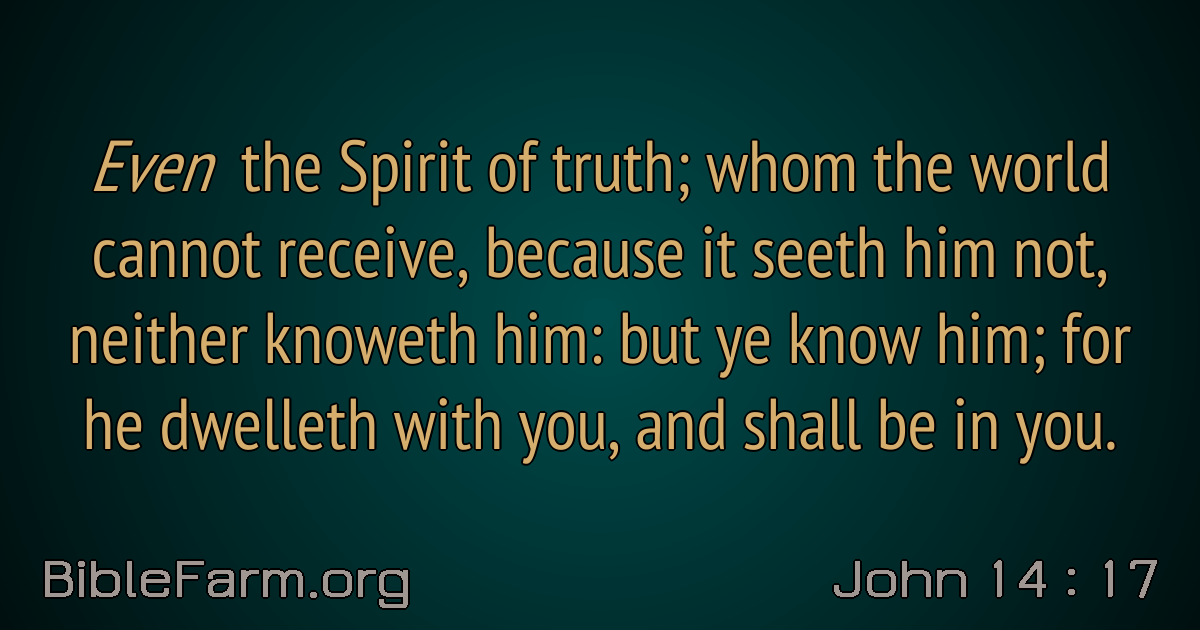 Even the Spirit of truth; whom the world
cannot receive, because it seeth him not,
neither knoweth him: but ye know him; for
he dwelleth with you, and shall be in you.
BibleFarm.org
John 14 : 17